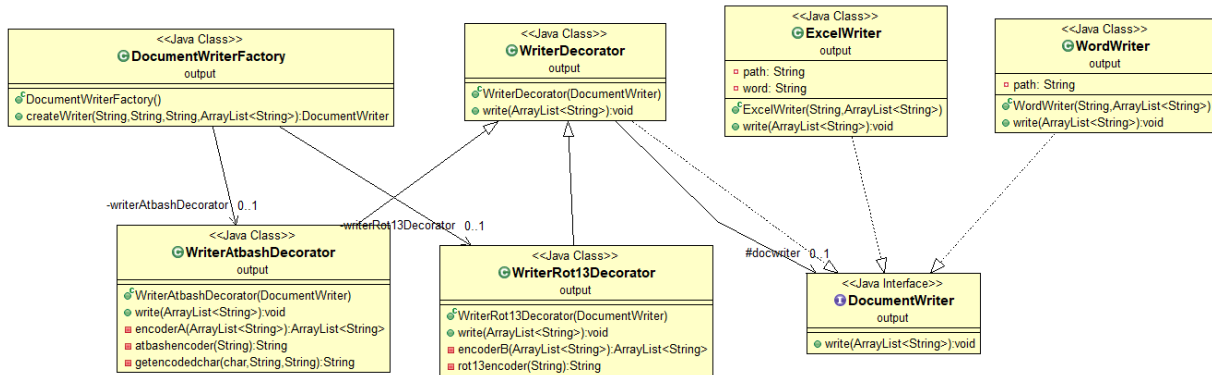 <<Java Class>>
DocumentWriterFactory
output
DocumentWriterFactory()
createWriter(String,String,String,ArrayList<String>):DocumentWriter
<<Java Class>>
WriterDecorator
output
WriterDecorator(DocumentWriter)
write(ArrayList<String>):void
<<Java Class>>
ExcelWriter
output
path: String
word: String
ExcelWriter(String,ArrayList<String>)
write(ArrayList<String>):void
<<Java Class>>
WordWriter
output
path: String
WordWriter(String,ArrayList<String>)
write(ArrayList<String>):void
-writerAtbashDecorator 0..1
-writerRot13Decorator 0..1
#docwriter 0..1
<<Java Class>>
WriterAtbashDecorator
output
WriterAtbashDecorator(DocumentWriter)
write(ArrayList<String>):void
encoderA(ArrayList<String>):ArrayList<String>
atbashencoder(String):String
getencodedchar(char,String,String):String
<<Java Class>>
WriterRot13Decorator
output
WriterRot13Decorator(DocumentWriter)
write(ArrayList<String>):void
encoderB(ArrayList<String>):ArrayList<String>
rot13encoder(String):String
<<Java Interface>>
DocumentWriter
output
write(ArrayList<String>):void